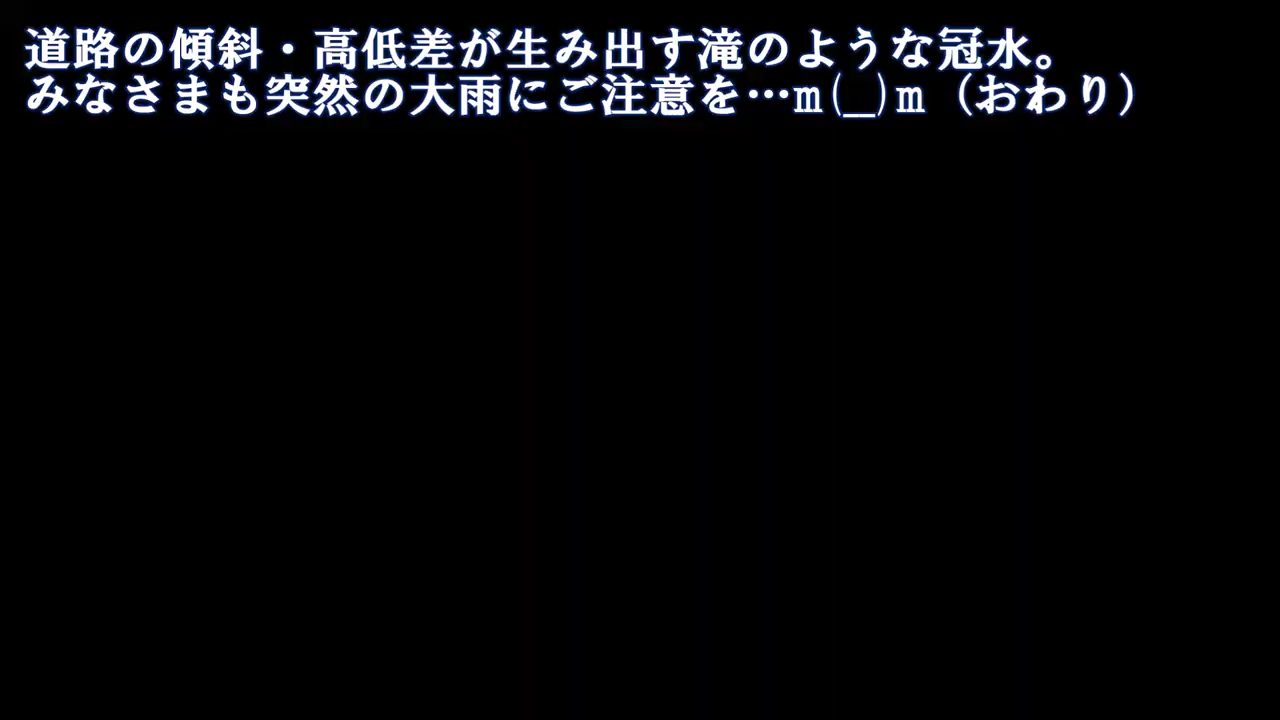 道路の傾斜・高低差が生み出す滝のような冠水。
みなさまも突然の大雨にご注意を…m(__)m（おわり）